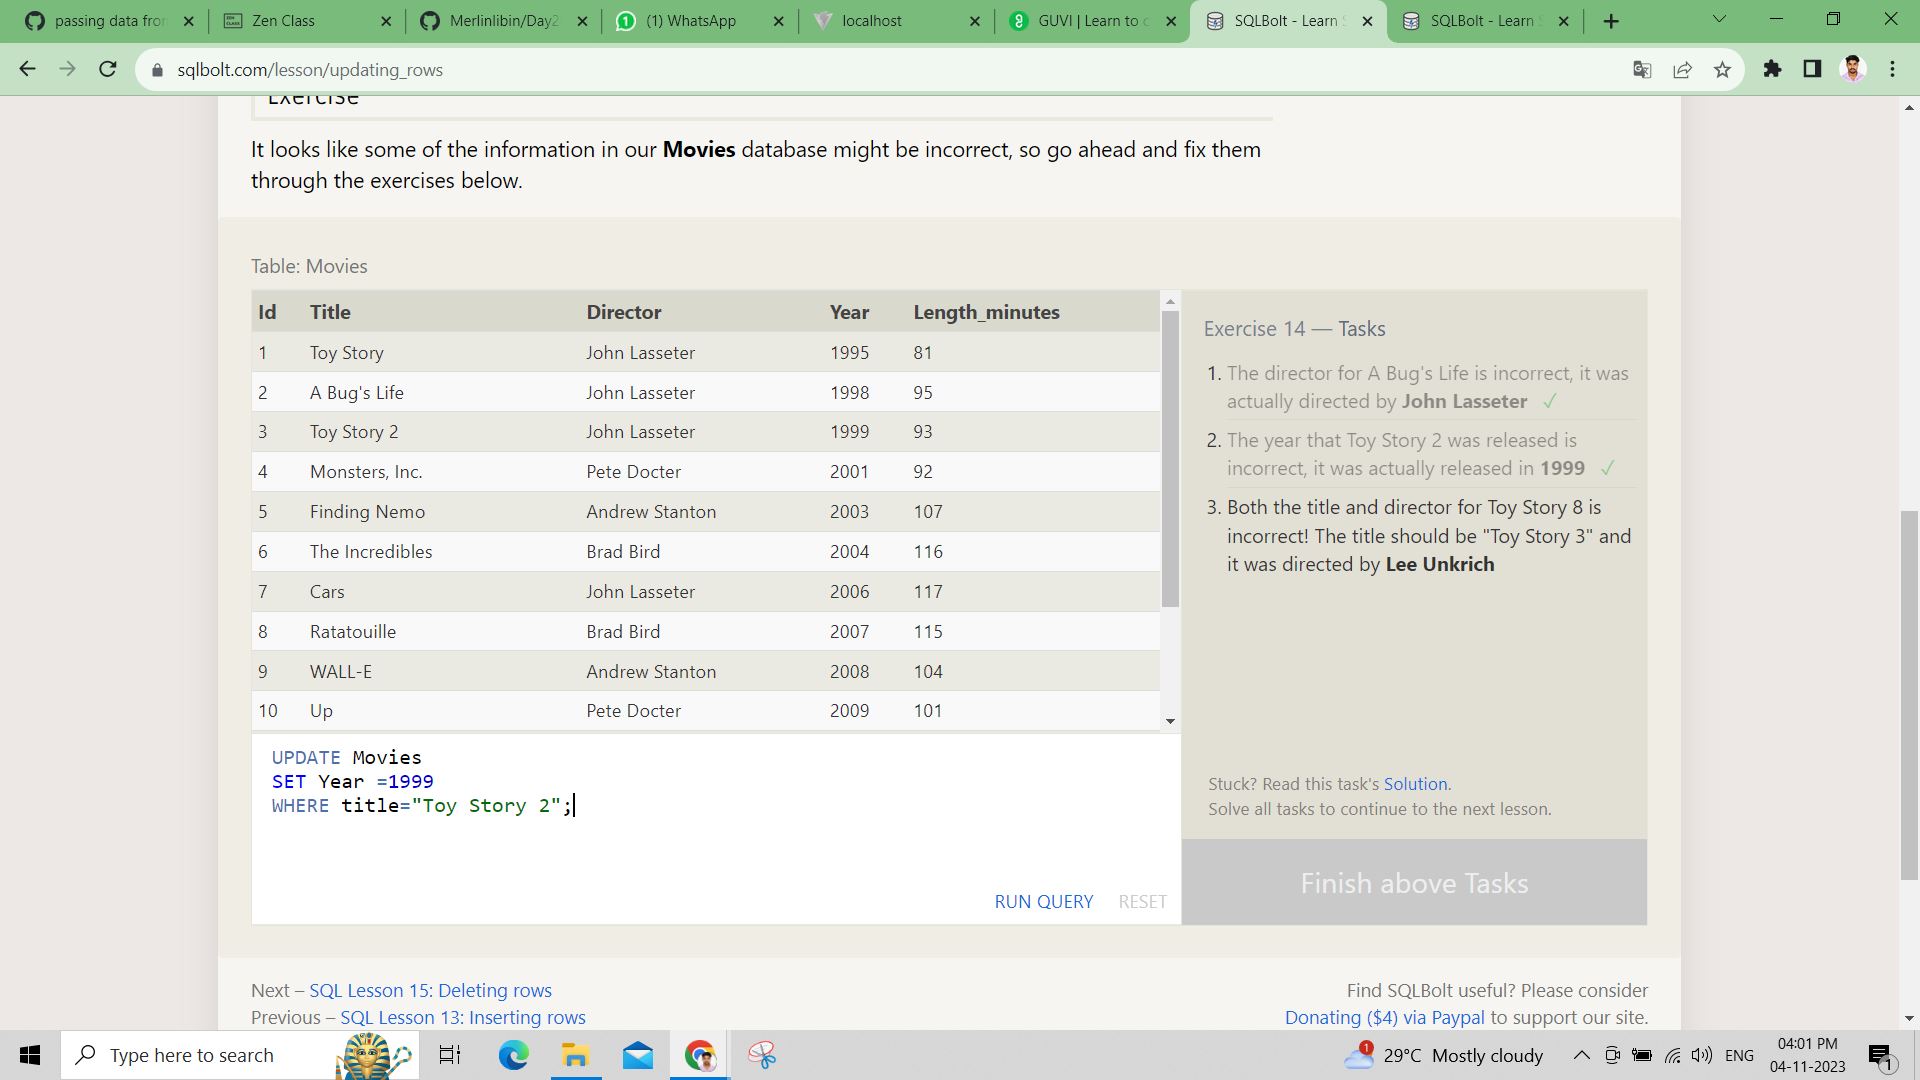 passing data fron
Zen Class
Merlinlibin/Day2
(1) WhatsApp
localhost
GUVI | Learn to c
SQLBolt - Learn S
SQLBolt - Learn S
sqlbolt.com/lesson/updating_rows
Exercise
It looks like some of the information in our Movies database might be incorrect, so go ahead and fix them
through the exercises below.
Table: Movies
Id Title Director Year Length_minutes
1 Toy Story John Lasseter 1995 81
2 A Bug's Life John Lasseter 1998 95
3 Toy Story 2 John Lasseter 1999 93
4 Monsters, Inc. Pete Docter 2001 92
5 Finding Nemo Andrew Stanton 2003 107
6 The Incredibles Brad Bird 2004 116
7 Cars John Lasseter 2006 117
8 Ratatouille Brad Bird 2007 115
9 WALL-E Andrew Stanton 2008 104
10 Up Pete Docter 2009 101
UPDATE Movies
SET Year =1999
WHERE title="Toy Story 2";
RUN QUERY RESET
Exercise 14 — Tasks
1. The director for A Bug's Life is incorrect, it was
actually directed by John Lasseter ✓
2. The year that Toy Story 2 was released is
incorrect, it was actually released in 1999 ✓
3. Both the title and director for Toy Story 8 is
incorrect! The title should be "Toy Story 3" and
it was directed by Lee Unkrich
Stuck? Read this task's Solution.
Solve all tasks to continue to the next lesson.
Finish above Tasks
Next – SQL Lesson 15: Deleting rows
Previous – SQL Lesson 13: Inserting rows
Find SQLBolt useful? Please consider
Donating ($4) via Paypal to support our site.
Type here to search
1
29°C Mostly cloudy
ENG
04:01 PM
04-11-2023
1